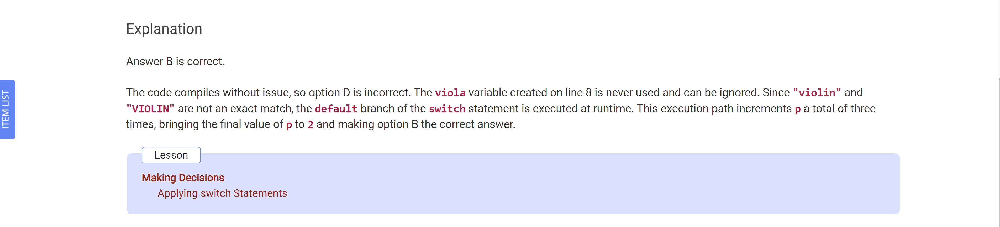 Explanation
Answer B is correct.
The code compiles without issue, so option D is incorrect. The viola variable created on line 8 is never used and can be ignored. Since "violin" and
"VIOLIN" are not an exact match, the default branch of the switch statement is executed at runtime. This execution path increments p a total of three
times, bringing the final value of p to 2 and making option B the correct answer.
ITEM LIST
Lesson
Making Decisions
Applying switch Statements